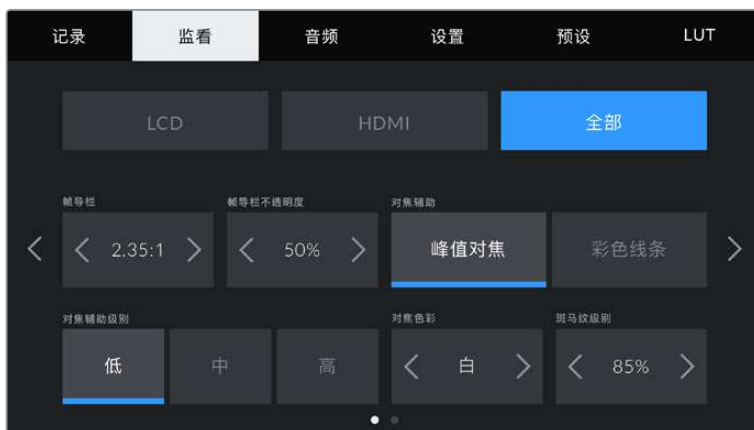 记录 监看 音频 设置 预设 LUT
LCD HDMI 全部
帧导栏 帧导栏不透明度 对焦辅助
2.35:1 50% 峰值对焦 彩色线条
对焦辅助级别 对焦色彩 斑马纹级别
低 中 高 白 85%